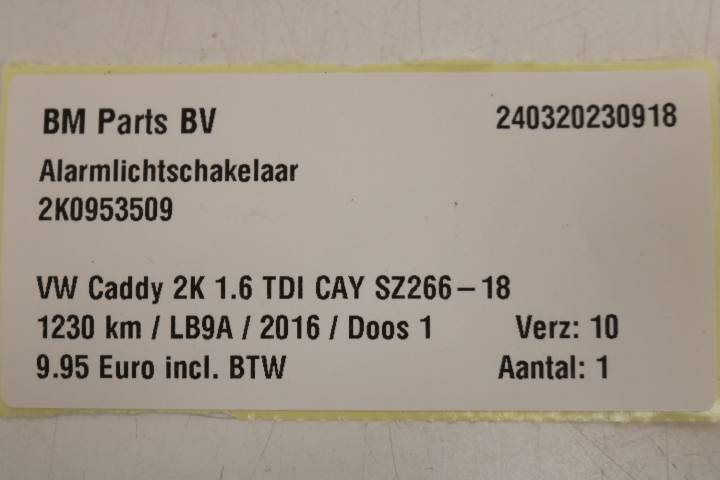 BM Parts BV 240320230918
Alarmlichtschakelaar
2K0953509
VW Caddy 2K 1.6 TDI CAY SZ266-18
1230 km / LB9A / 2016 / Doos 1 Verz: 10
9.95 Euro incl. BTW Aantal: 1